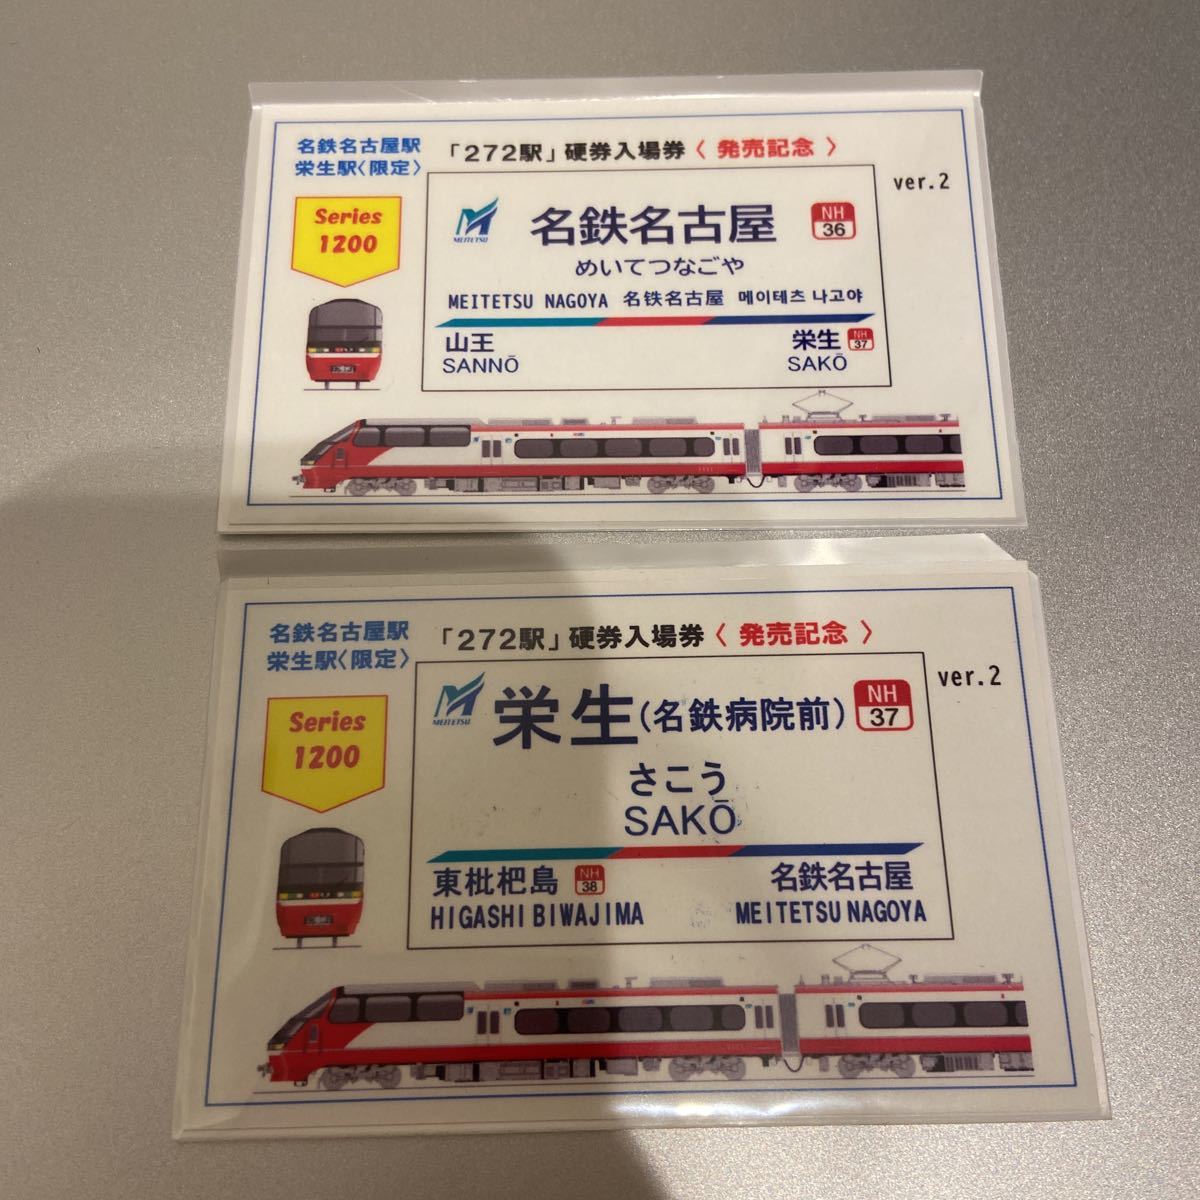 名鉄名古屋駅
栄生駅〈限定〉
「272駅」硬券入場券〈 発売記念 〉
ver.2
Series
1200
MEITETSU
名鉄名古屋
NH
36
めいてつなごや
MEITETSU NAGOYA 名铁名古屋 메이테츠 나고야
山王
SANNŌ
栄生
NH
37
SAKŌ
名鉄名古屋駅
栄生駅〈限定〉
「272駅」硬券入場券〈 発売記念 〉
ver.2
Series
1200
MEITETSU
栄生(名鉄病院前)
NH
37
さこう
SAKŌ
東枇杷島
NH
38
名鉄名古屋
HIGASHI BIWAJIMA
MEITETSU NAGOYA